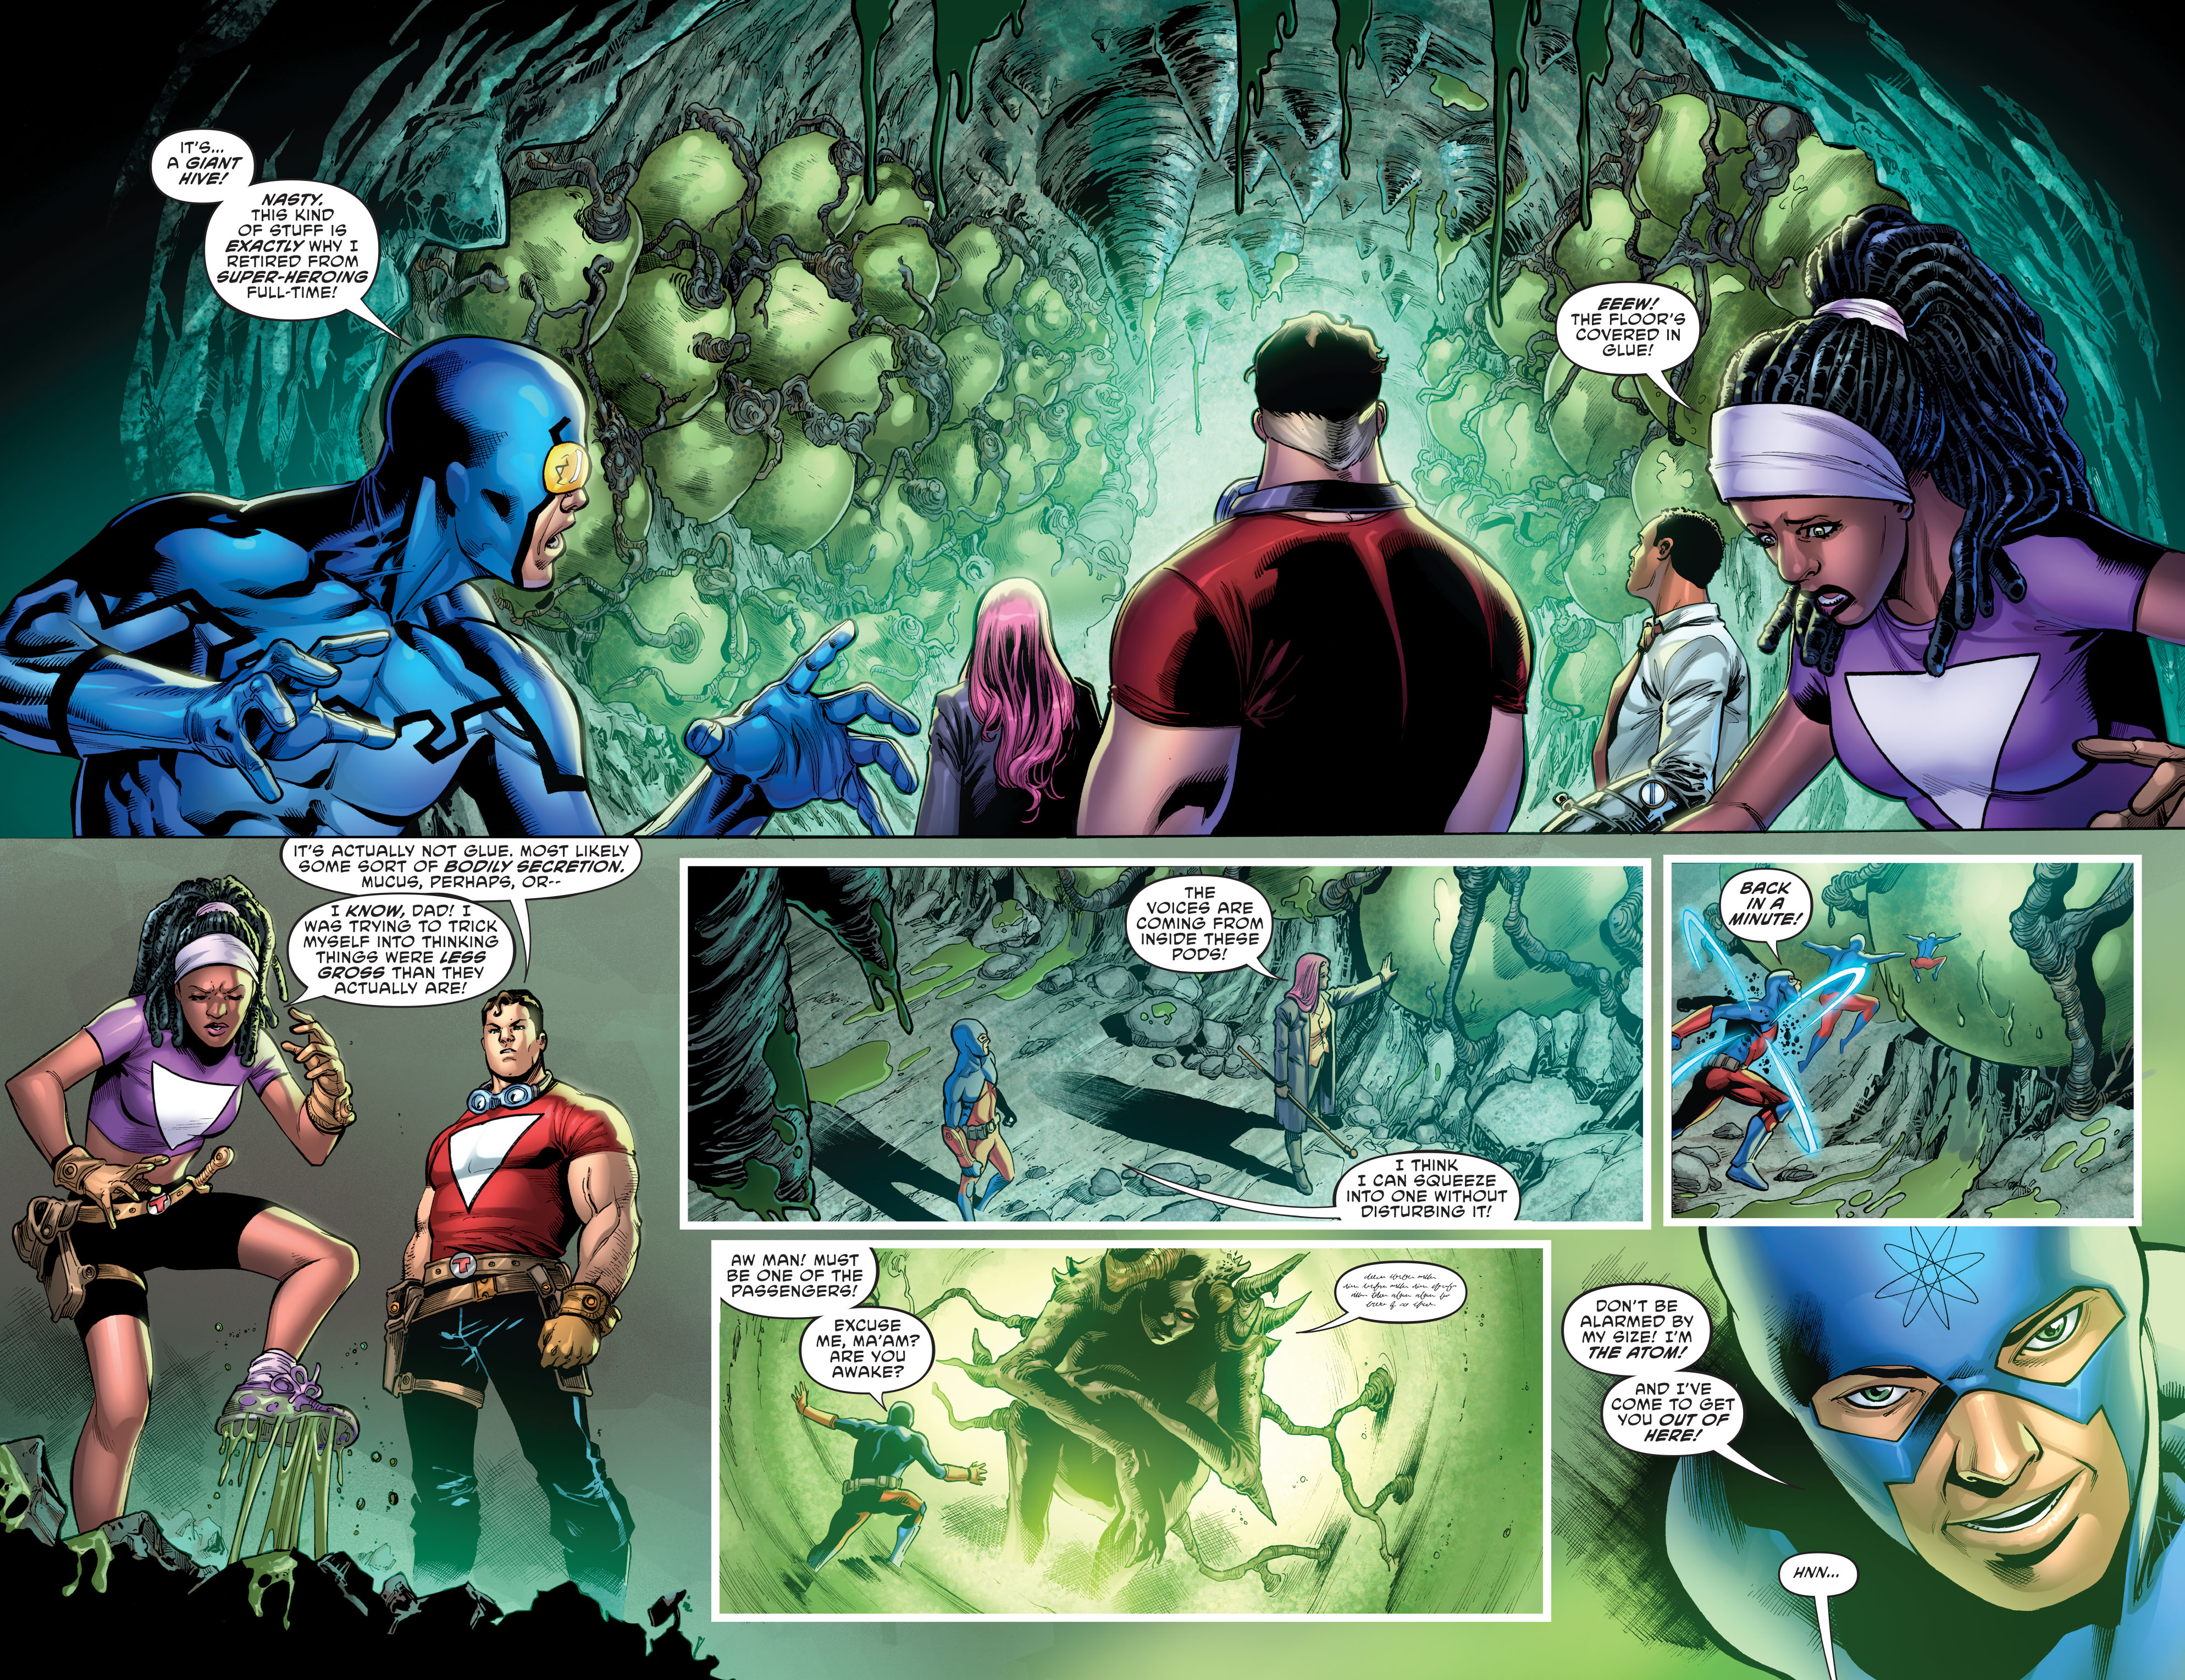 IT'S...
A GIANT
HIVE!
NASTY.
THIS KIND
OF STUFF IS
EXACTLY WHY I
RETIRED FROM
SUPER-HEROING
FULL-TIME!
EEEW!
THE FLOOR'S
COVERED IN
GLUE!
IT'S ACTUALLY NOT GLUE. MOST LIKELY
SOME SORT OF BODILY SECRETION.
MUCUS, PERHAPS, OR--
I KNOW, DAD! I
WAS TRYING TO TRICK
MYSELF INTO THINKING
THINGS WERE LESS
GROSS THAN THEY
ACTUALLY ARE!
T
T
THE
VOICES ARE
COMING FROM
INSIDE THESE
PODS!
I THINK
I CAN SQUEEZE
INTO ONE WITHOUT
DISTURBING IT!
BACK
IN A
MINUTE!
AW MAN! MUST
BE ONE OF THE
PASSENGERS!
EXCUSE
ME, MA'AM?
ARE YOU
AWAKE?
DON'T BE
ALARMED BY
MY SIZE! I'M
THE ATOM!
AND I'VE
COME TO GET
YOU OUT OF
HERE!
HNN...